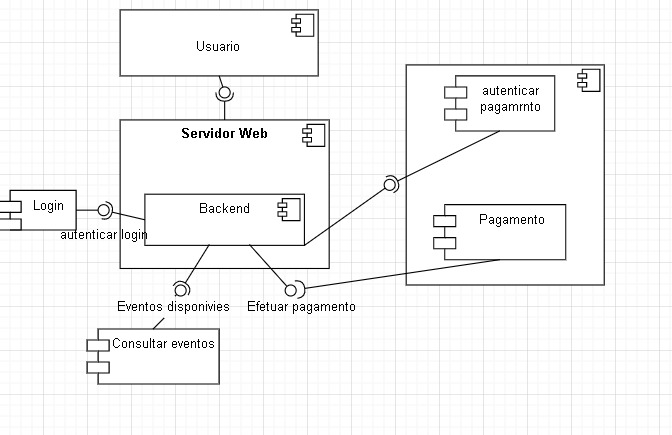 Usuario
Servidor Web
autenticar
pagamrnto
Login
Backend
Pagamento
autenticar login
Eventos disponivies
Efetuar pagamento
Consultar eventos